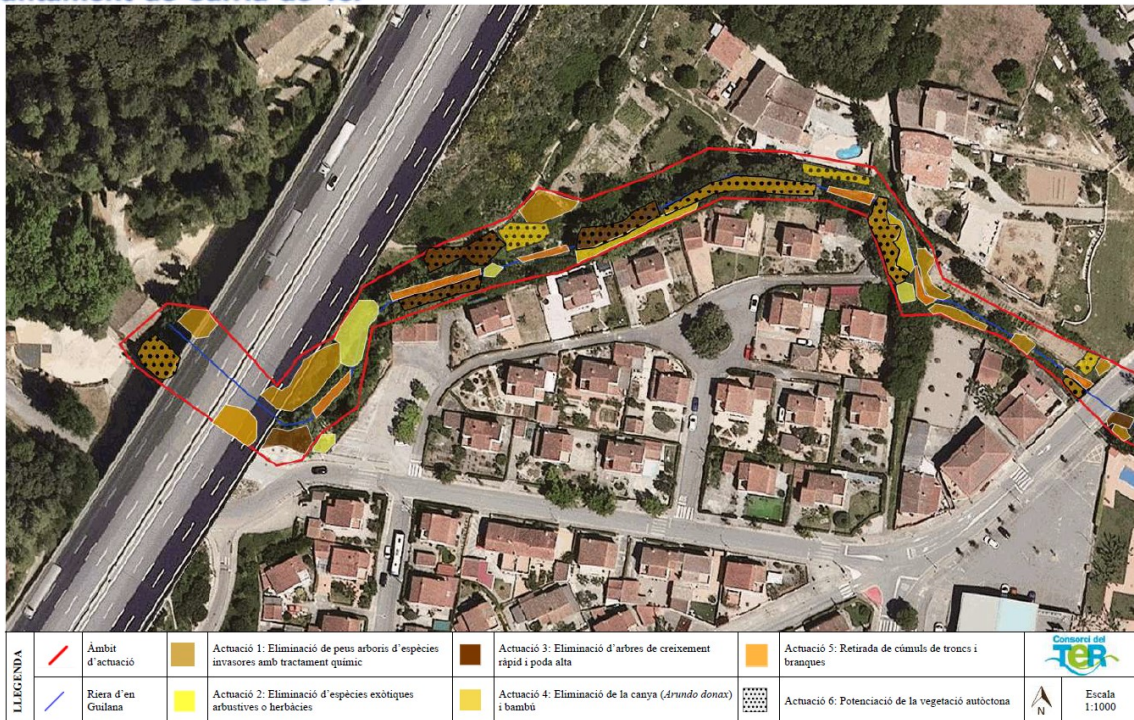 LLEGENDA
Àmbit
d'actuació
Actuació 1: Eliminació de peus arboris d'espècies
invasores amb tractament químic
Actuació 3: Eliminació d'arbres de creixement
ràpid i poda alta
Actuació 5: Retirada de cúmuls de troncs i
branques
Consorci del
TER
Riera d'en
Guilana
Actuació 2: Eliminació d'espècies exòtiques
arbustives o herbàcies
Actuació 4: Eliminació de la canya (Arundo donax)
i bambú
Actuació 6: Potenciació de la vegetació autòctona
N
Escala
1:1000